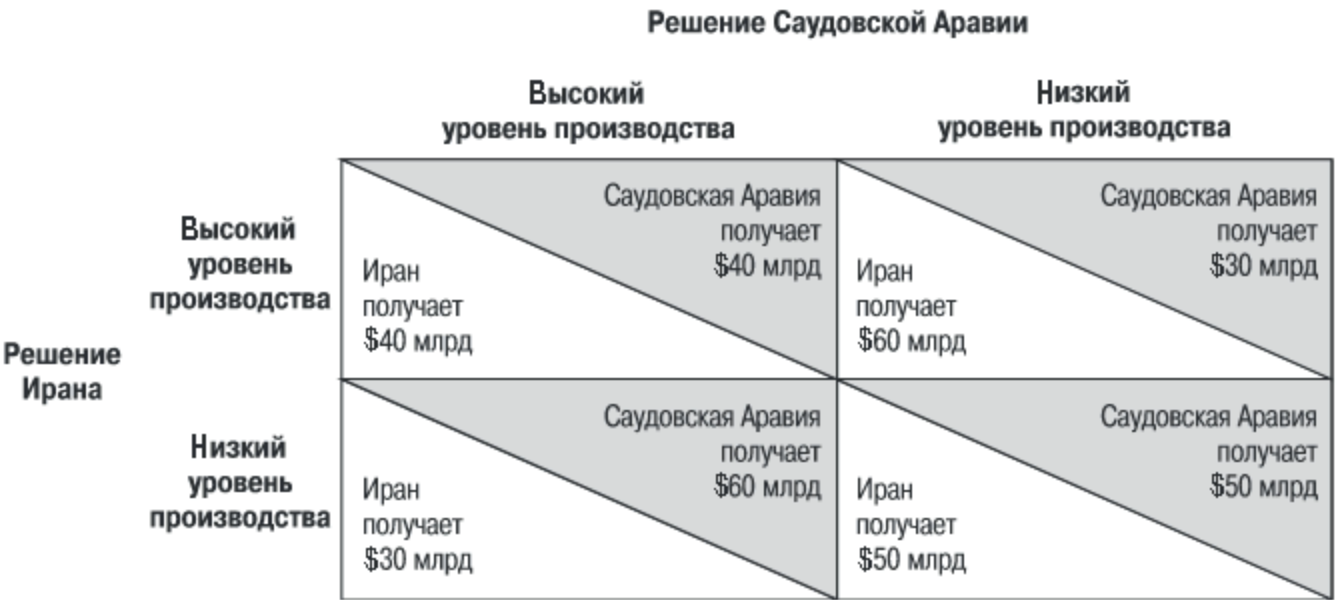 Решение Саудовской Аравии
Высокий
уровень производства
Низкий
уровень производства
Высокий
уровень
производства
Саудовская Аравия
получает
$40 млрд
Иран
получает
$40 млрд
Саудовская Аравия
получает
$30 млрд
Иран
получает
$60 млрд
Решение
Ирана
Низкий
уровень
производства
Саудовская Аравия
получает
$60 млрд
Иран
получает
$30 млрд
Саудовская Аравия
получает
$50 млрд
Иран
получает
$50 млрд